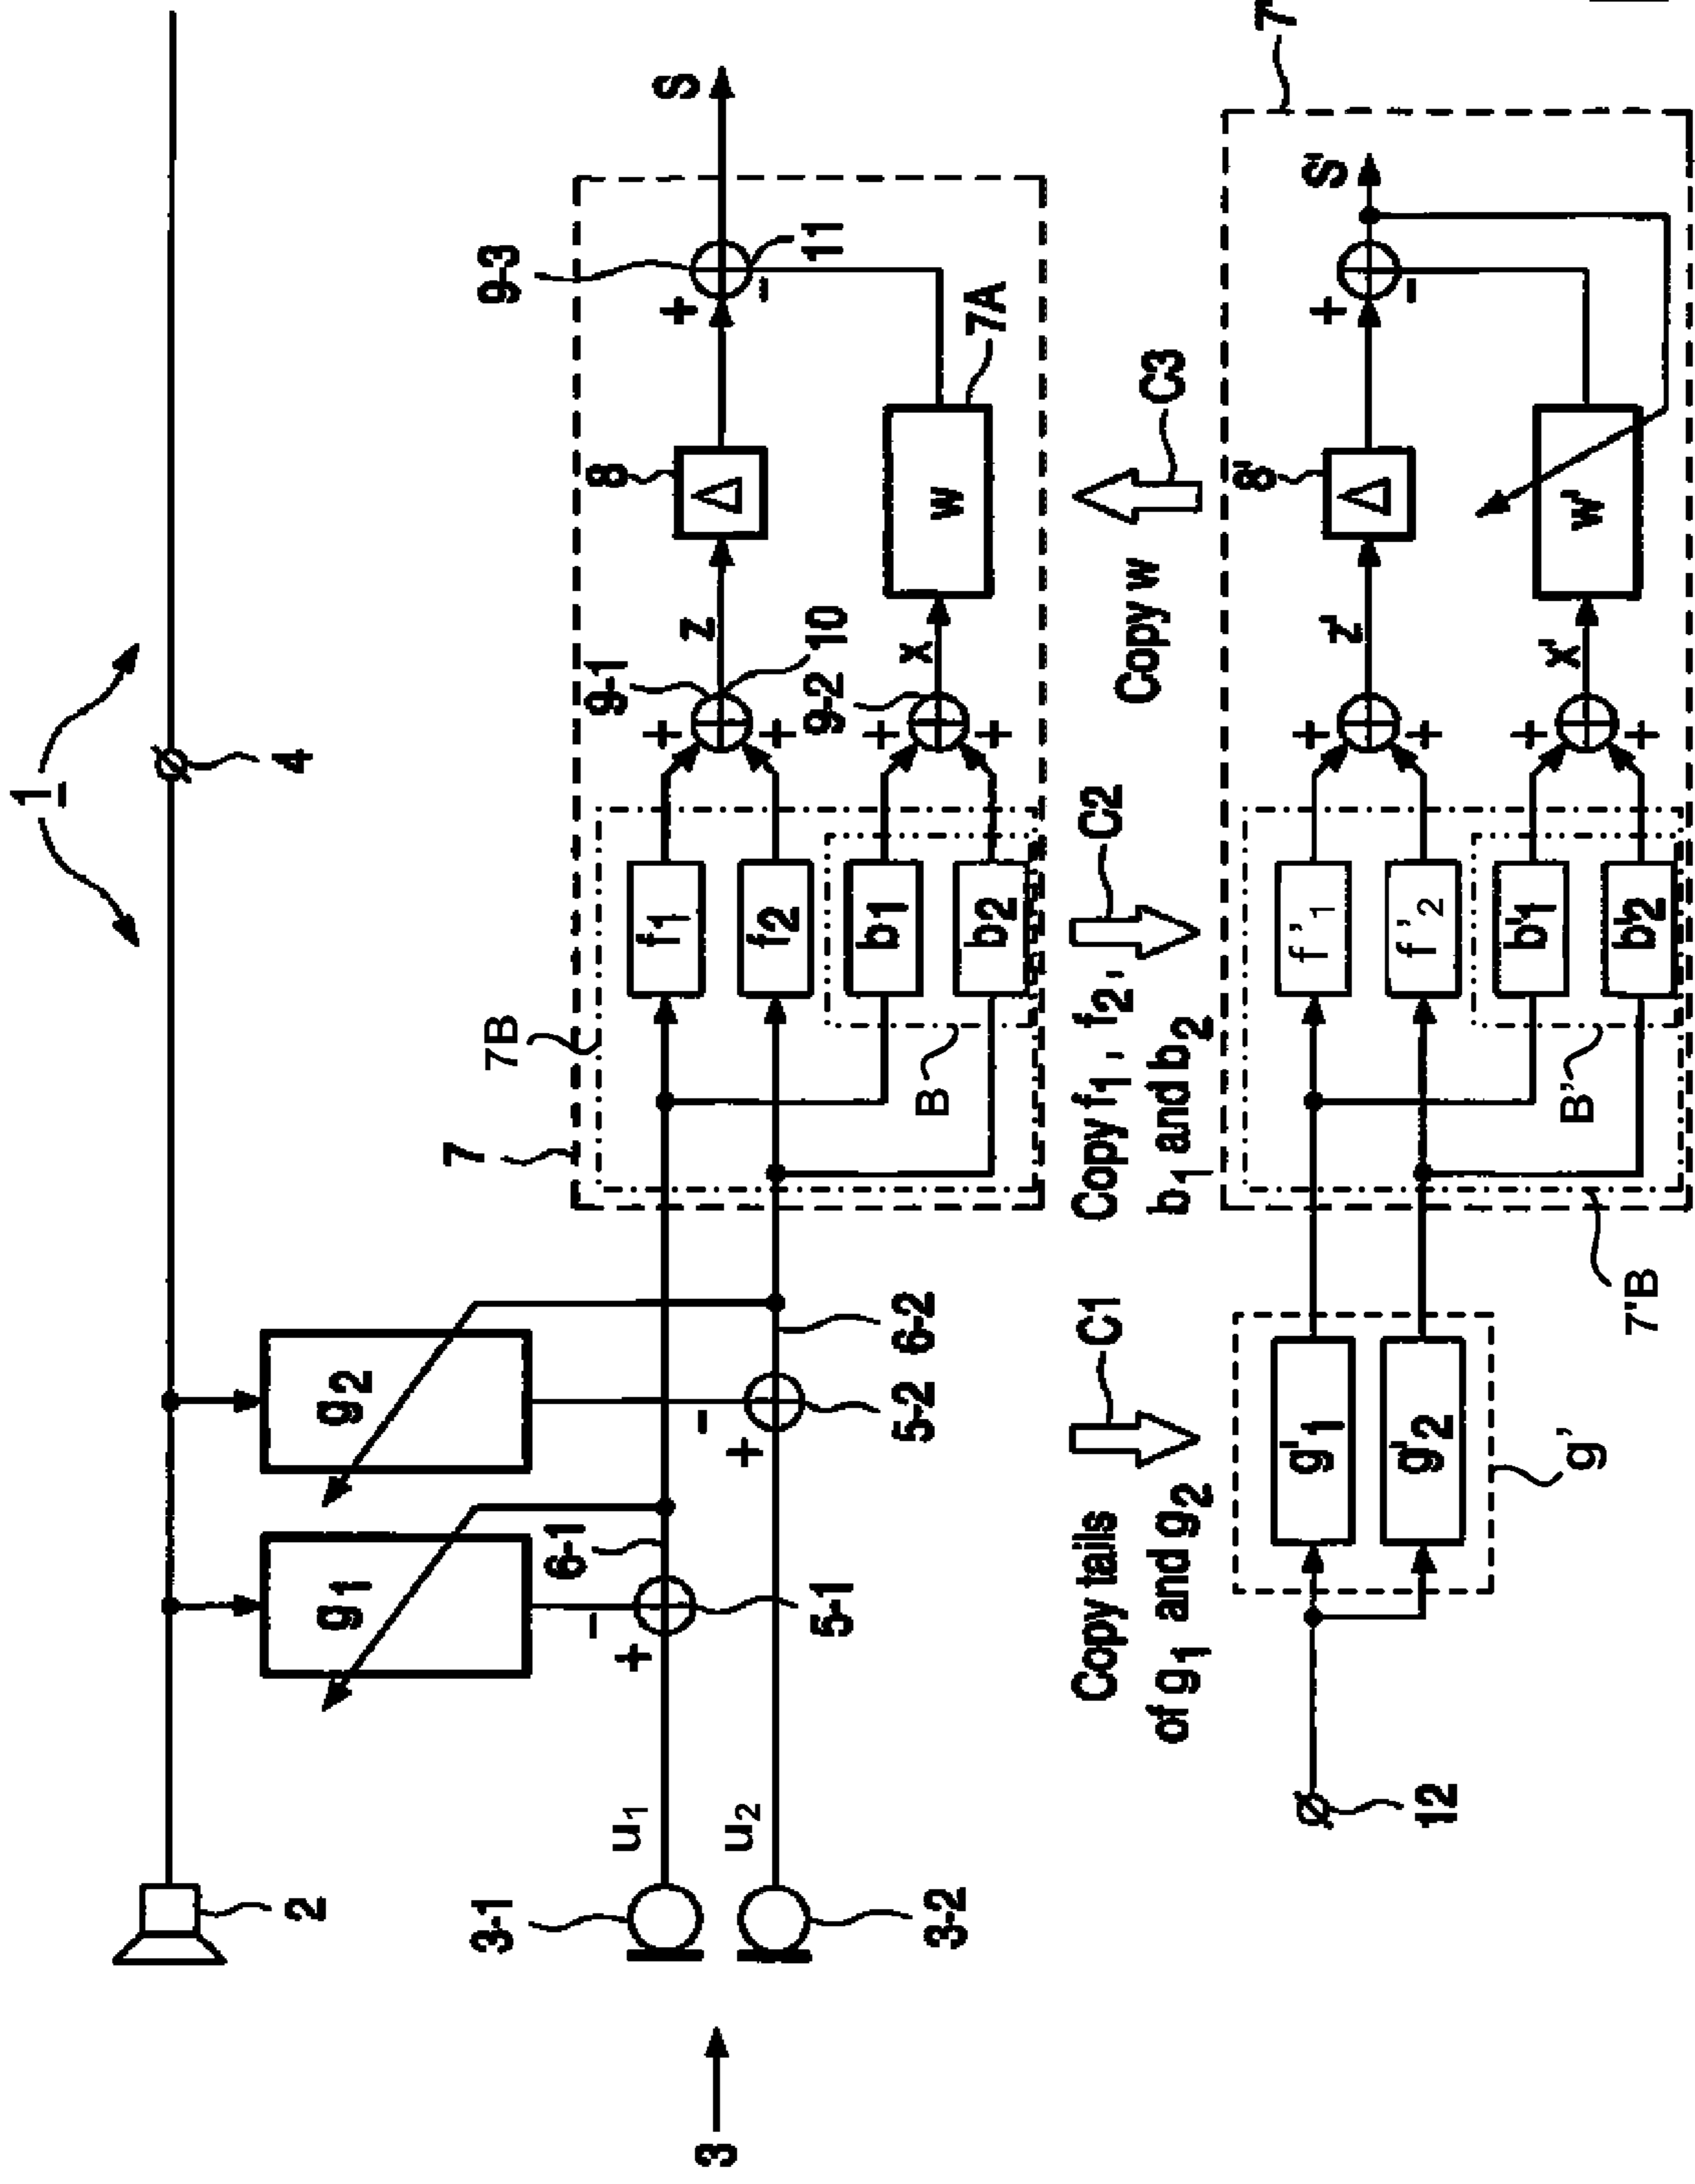 1
4
2
g1
g2
3
3-1
3-2
u1
u2
6-1
5-1
6-2
5-2
7
7B
f1
f2
b1
b2
B
9-1
10
z
9-2
x
8
Δ
w
7A
9-3
11
+
-
+
-
+
+
+
+
+
-
S
Copy tails
of g1 and g2
C1
Copy f1, f2,
b1 and b2
C2
Copy w
C3
12
g'1
g'2
g'
7'B
f'1
f'2
b'1
b'2
B'
+
+
+
+
z'
x'
8'
Δ
w'
+
-
S'
7'